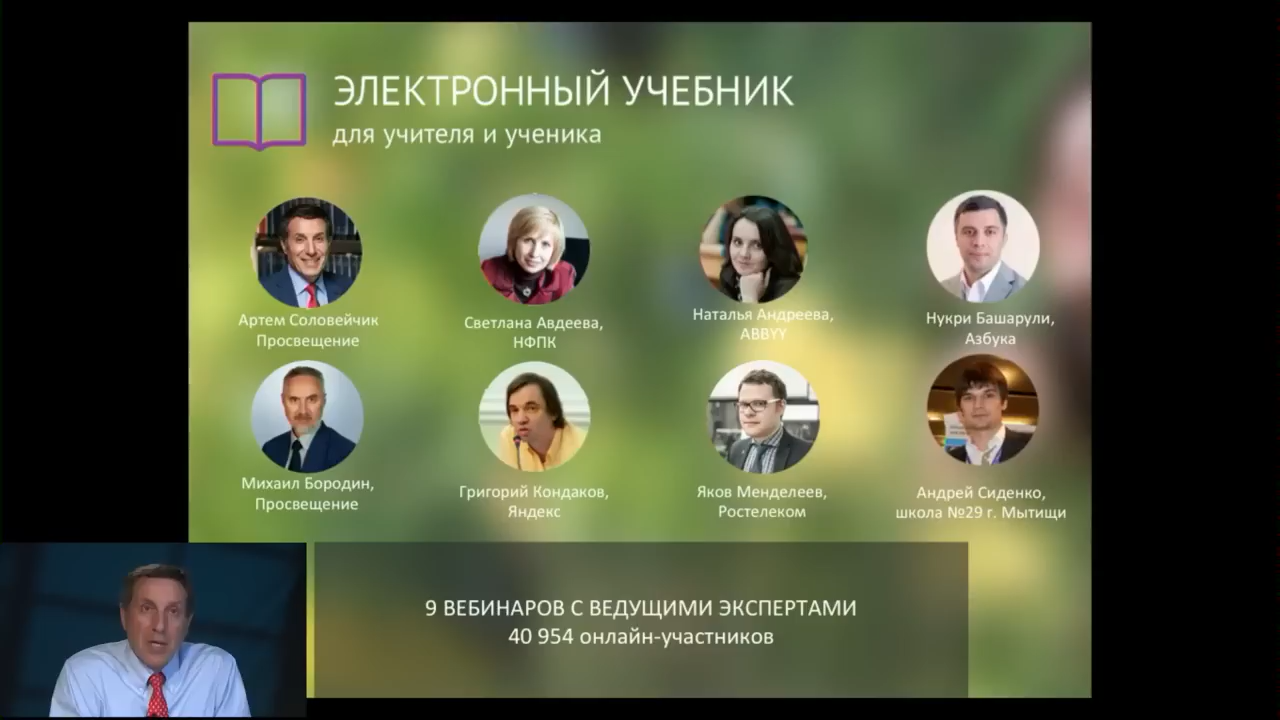 ЭЛЕКТРОННЫЙ УЧЕБНИК
для учителя и ученика
Артем Соловейчик
Просвещение
Светлана Авдеева,
НФПК
Наталья Андреева,
ABBYY
Нукри Башарули,
Азбука
Михаил Бородин,
Просвещение
Григорий Кондаков,
Яндекс
Яков Менделеев,
Ростелеком
Андрей Сиденко,
школа №29 г. Мытищи
9 ВЕБИНАРОВ С ВЕДУЩИМИ ЭКСПЕРТАМИ
40 954 онлайн-участников